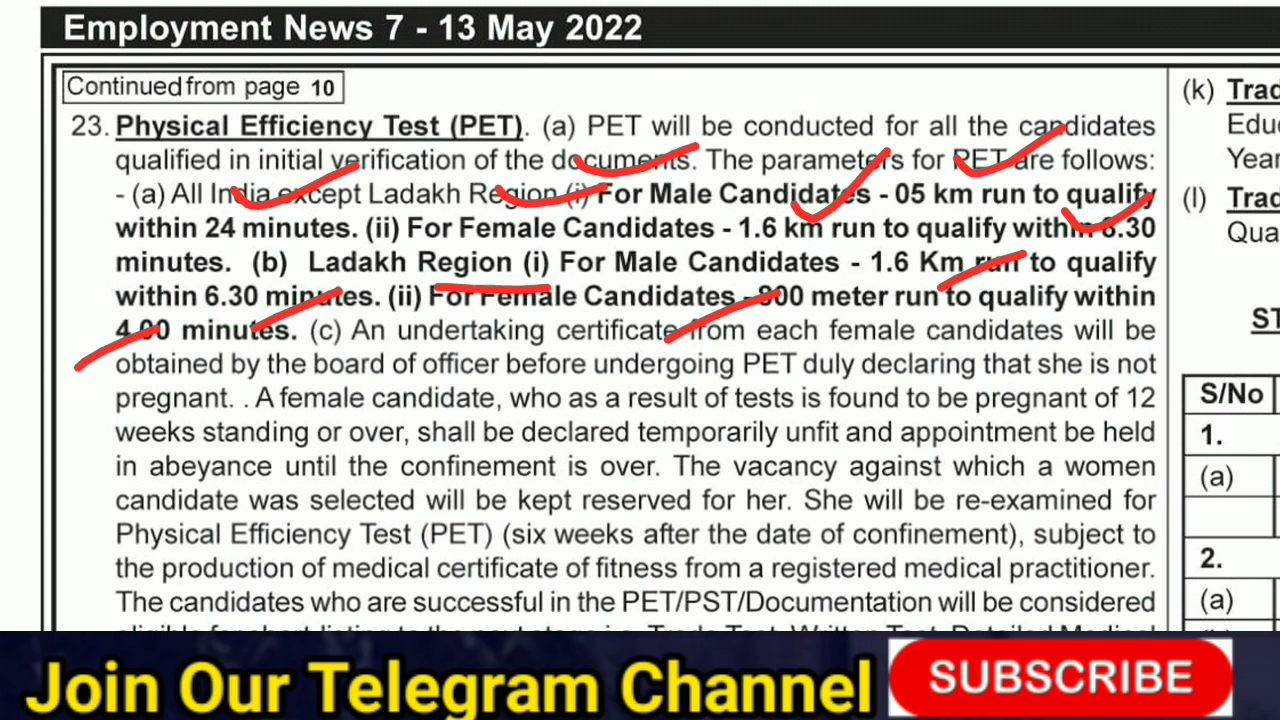 Employment News 7 - 13 May 2022
Continued from page 10
23. Physical Efficiency Test (PET). (a) PET will be conducted for all the candidates
qualified in initial verification of the documents. The parameters for PET are follows:
- (a) All India except Ladakh Region (i) For Male Candidates - 05 km run to qualify
within 24 minutes. (ii) For Female Candidates - 1.6 km run to qualify within 8.30
minutes. (b) Ladakh Region (i) For Male Candidates - 1.6 Km run to qualify
within 6.30 minutes. (ii) For Female Candidates - 800 meter run to qualify within
4.00 minutes. (c) An undertaking certificate from each female candidates will be
obtained by the board of officer before undergoing PET duly declaring that she is not
pregnant. . A female candidate, who as a result of tests is found to be pregnant of 12
weeks standing or over, shall be declared temporarily unfit and appointment be held
in abeyance until the confinement is over. The vacancy against which a women
candidate was selected will be kept reserved for her. She will be re-examined for
Physical Efficiency Test (PET) (six weeks after the date of confinement), subject to
the production of medical certificate of fitness from a registered medical practitioner.
The candidates who are successful in the PET/PST/Documentation will be considered
(k) Trad
Edu
Year
(l) Trad
Qua
ST
S/No
1.
(a)
2.
(a)
Join Our Telegram Channel
SUBSCRIBE